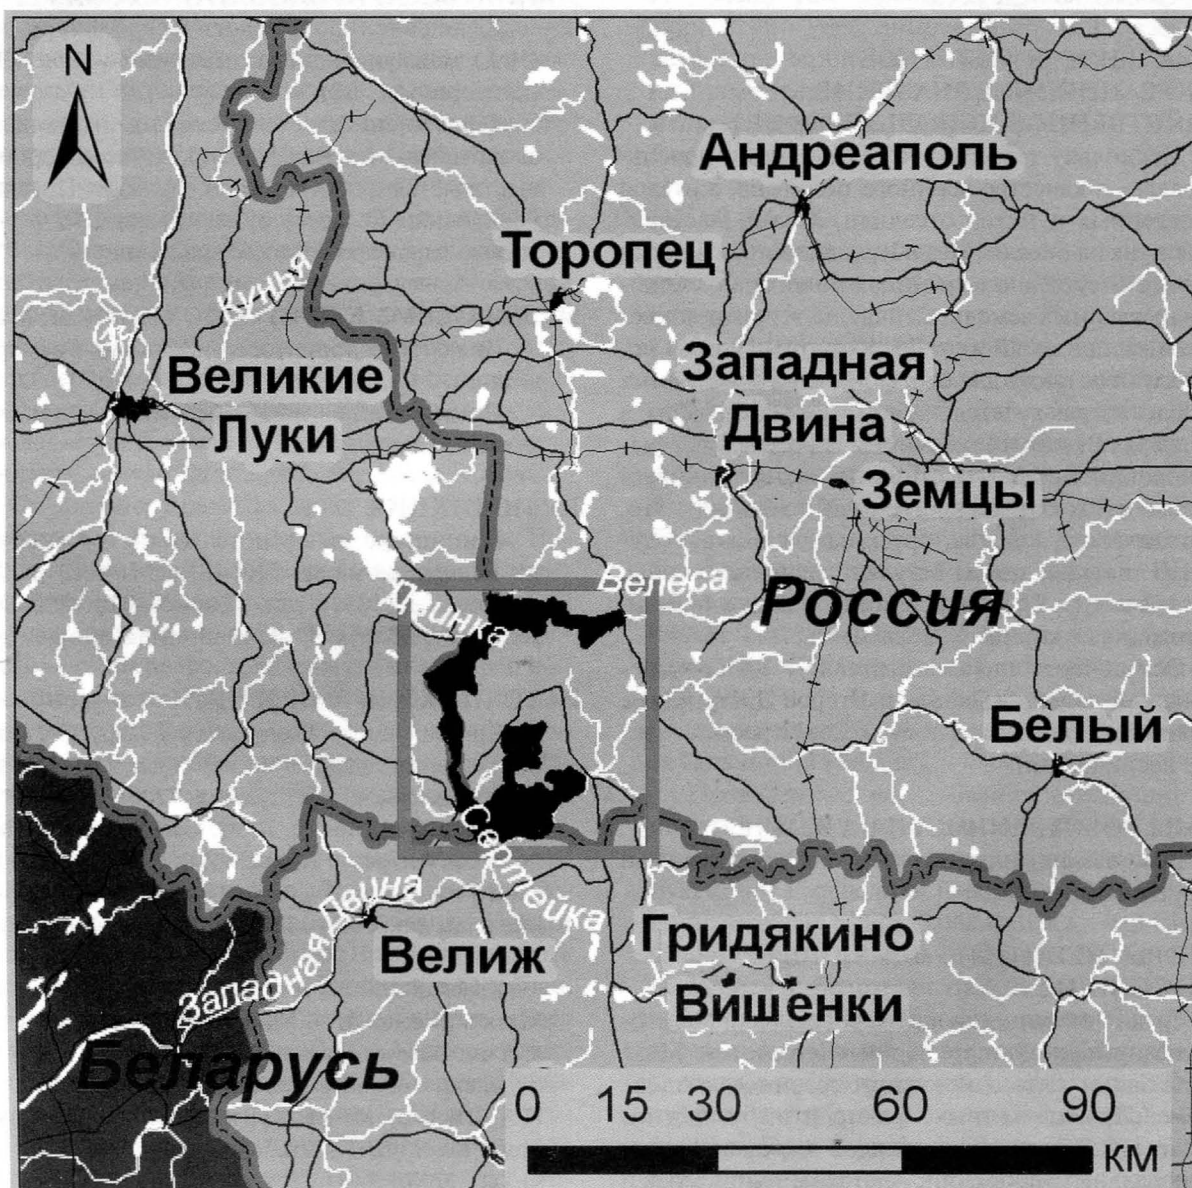 N
Андреаполь
Торопец
Кунья
Западная
Двина
Великие
Луки
Земцы
Велеса
Россия
Двинка
Белый
Сертейка
Западная Двина
Гридякино
Велиж
Вишенки
Беларусь
0 15 30 60 90
КМ